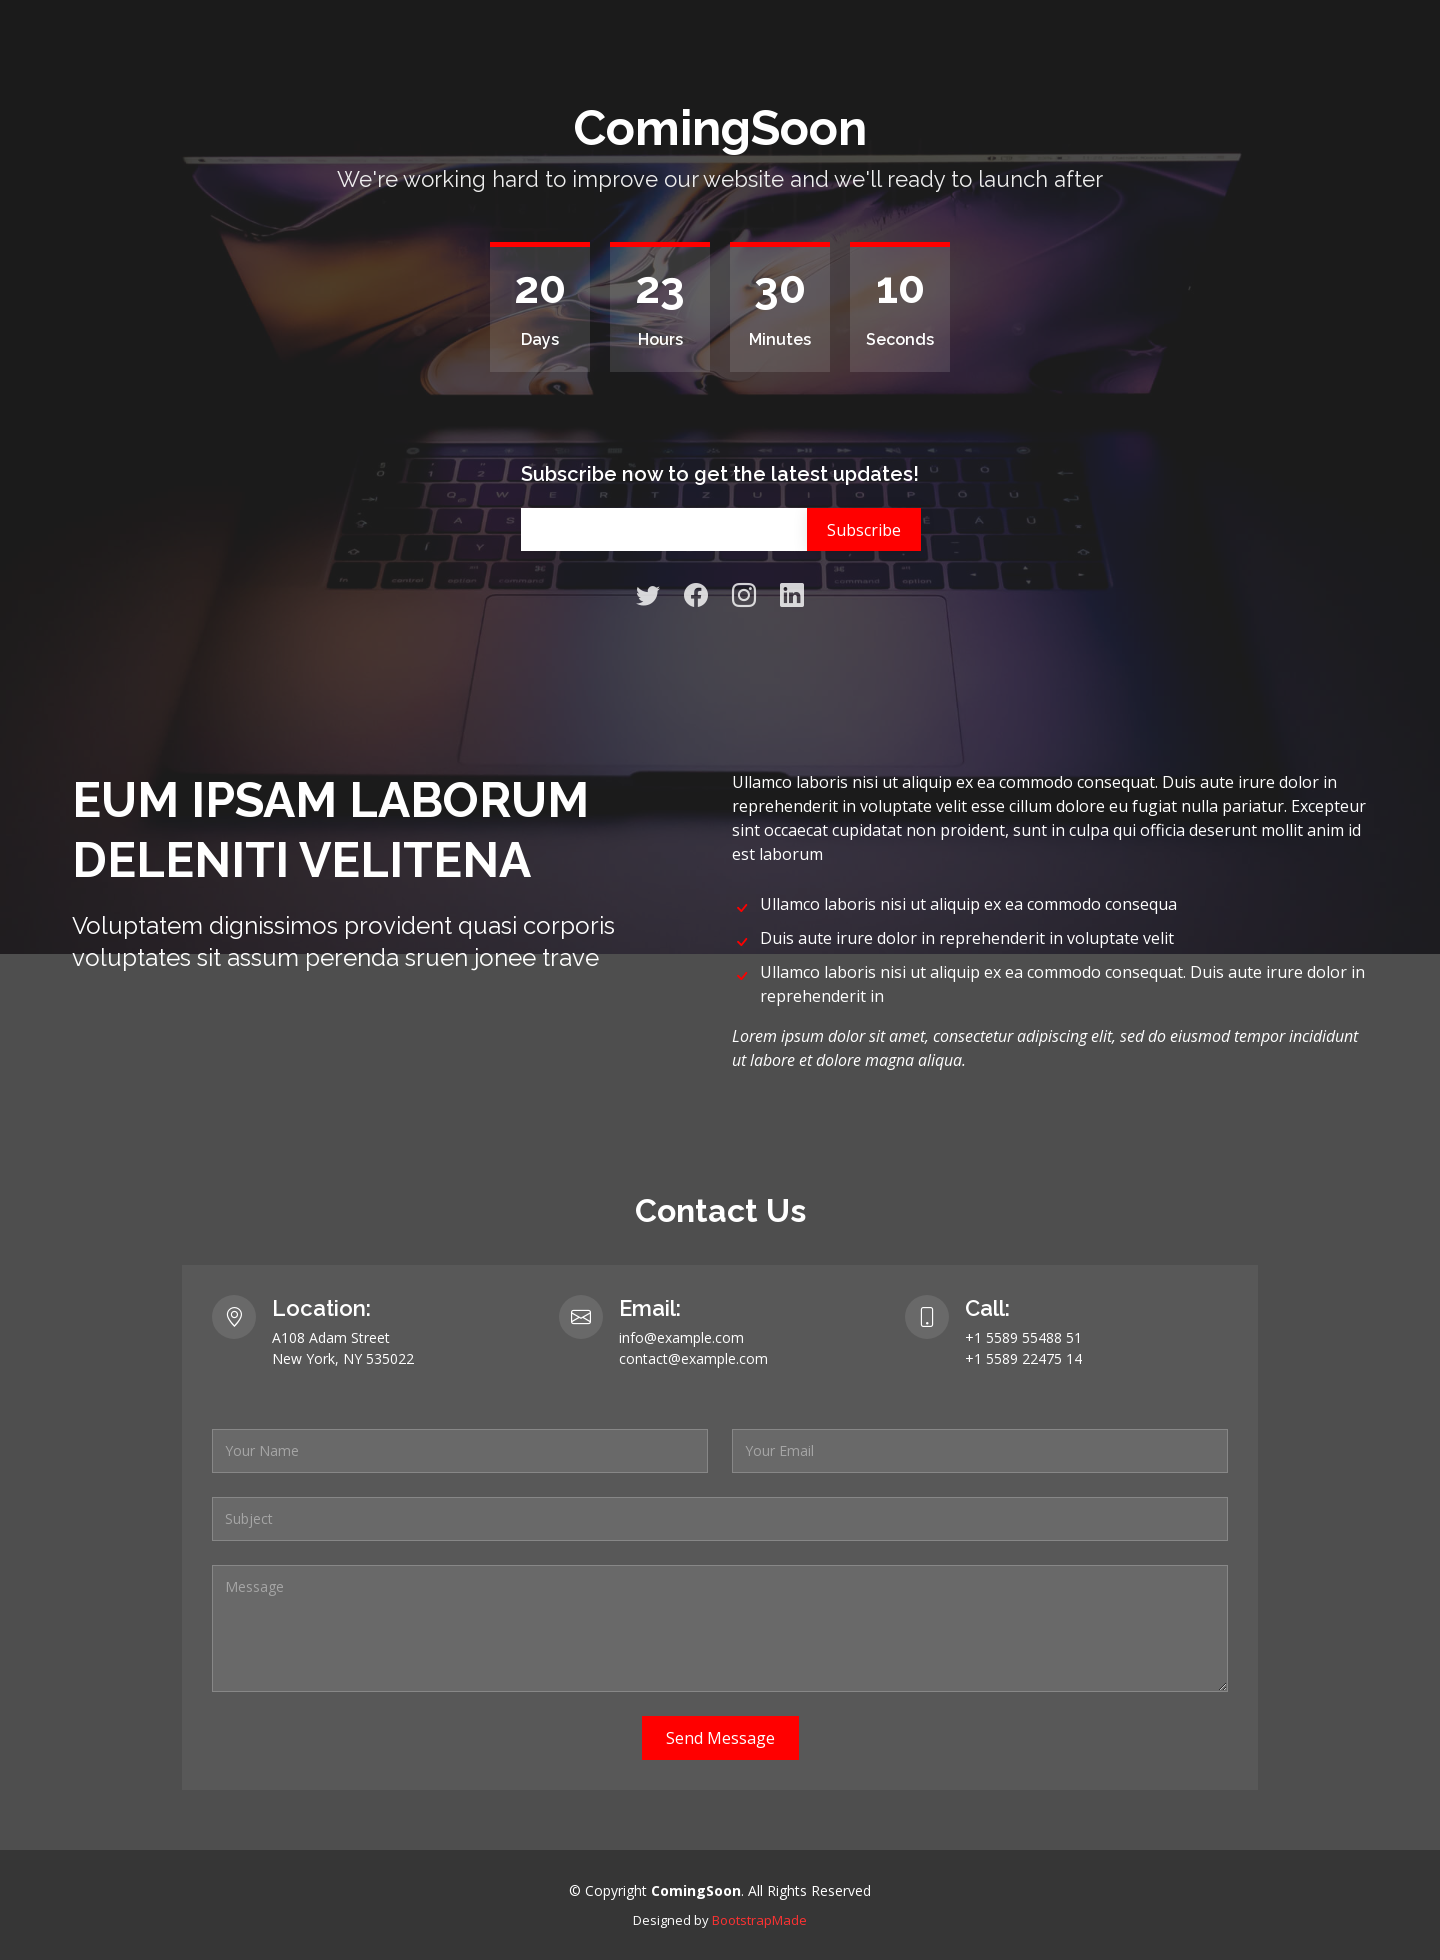 ComingSoon
We're working hard to improve our website and we'll ready to launch after
20 23 30 10
Days Hours Minutes Seconds
Subscribe now to get the latest updates!
Subscribe
EUM IPSAM LABORUM
DELENITI VELITENA
Voluptatem dignissimos provident quasi corporis
voluptates sit assum perenda sruen jonee trave
Ullamco laboris nisi ut aliquip ex ea commodo consequat. Duis aute irure dolor in
reprehenderit in voluptate velit esse cillum dolore eu fugiat nulla pariatur. Excepteur
sint occaecat cupidatat non proident, sunt in culpa qui officia deserunt mollit anim id
est laborum
Ullamco laboris nisi ut aliquip ex ea commodo consequa
Duis aute irure dolor in reprehenderit in voluptate velit
Ullamco laboris nisi ut aliquip ex ea commodo consequat. Duis aute irure dolor in
reprehenderit in
Lorem ipsum dolor sit amet, consectetur adipiscing elit, sed do eiusmod tempor incididunt
ut labore et dolore magna aliqua.
Contact Us
Location:
A108 Adam Street
New York, NY 535022
Email:
info@example.com
contact@example.com
Call:
+1 5589 55488 51
+1 5589 22475 14
Your Name
Your Email
Subject
Message
Send Message
© Copyright ComingSoon. All Rights Reserved
Designed by BootstrapMade